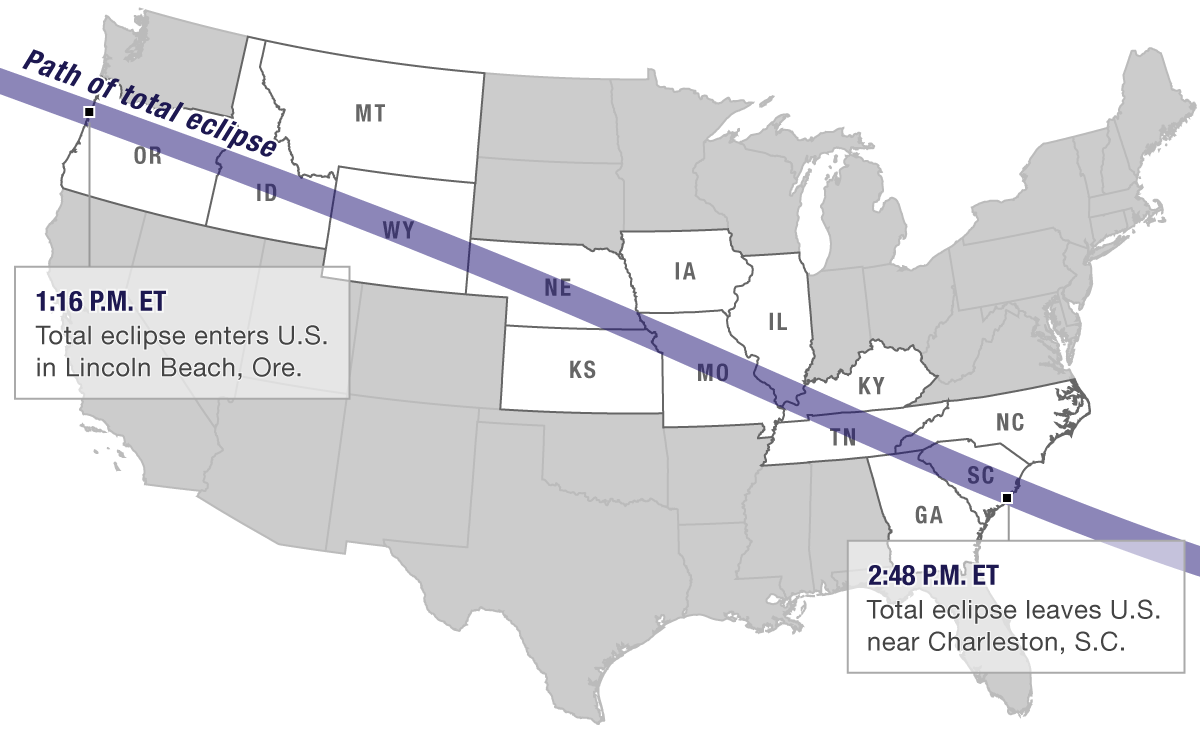 Path of total eclipse
MT
OR
ID
WY
NE
IA
IL
KS
MO
KY
TN
NC
SC
GA
1:16 P.M. ET
Total eclipse enters U.S.
in Lincoln Beach, Ore.
2:48 P.M. ET
Total eclipse leaves U.S.
near Charleston, S.C.